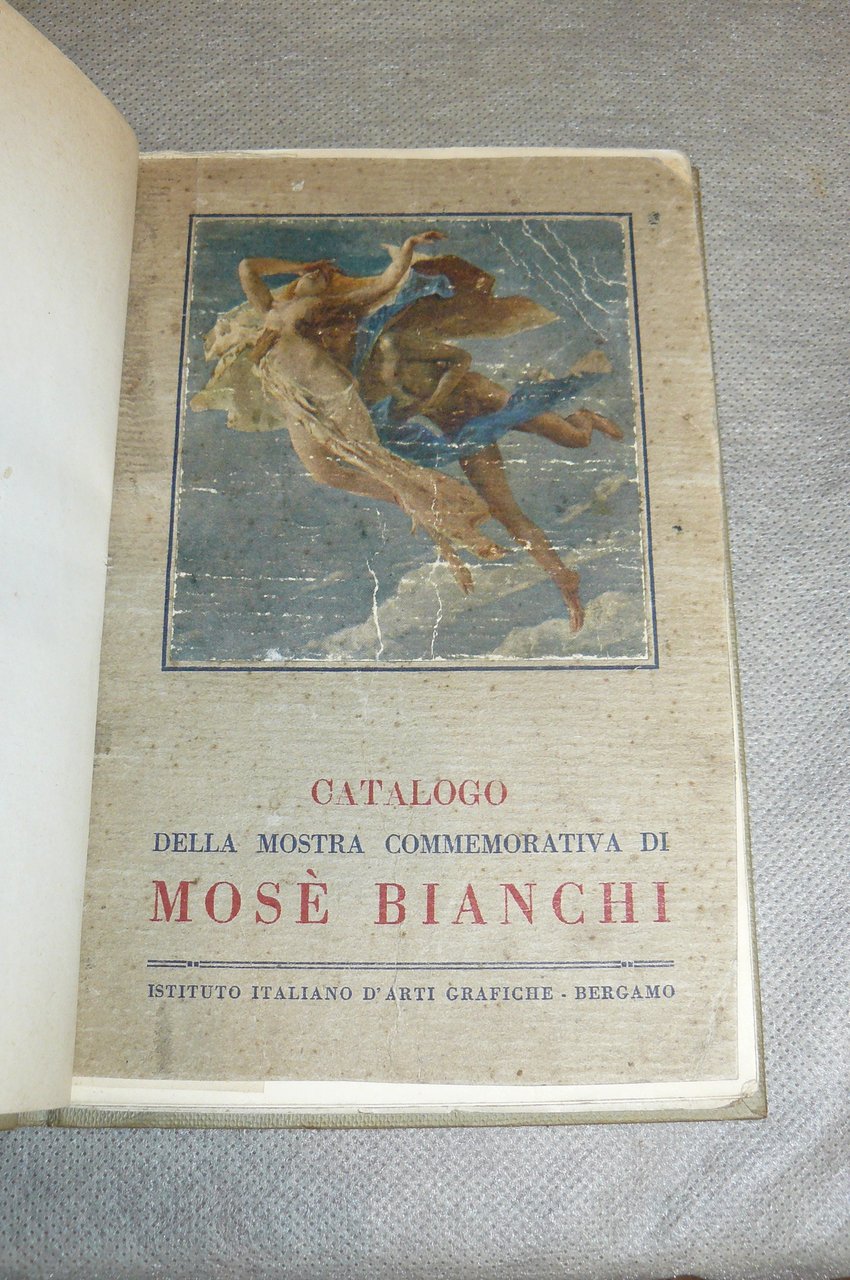 CATALOGO
DELLA MOSTRA COMMEMORATIVA DI
MOSÈ BIANCHI
ISTITUTO ITALIANO D'ARTI GRAFICHE - BERGAMO